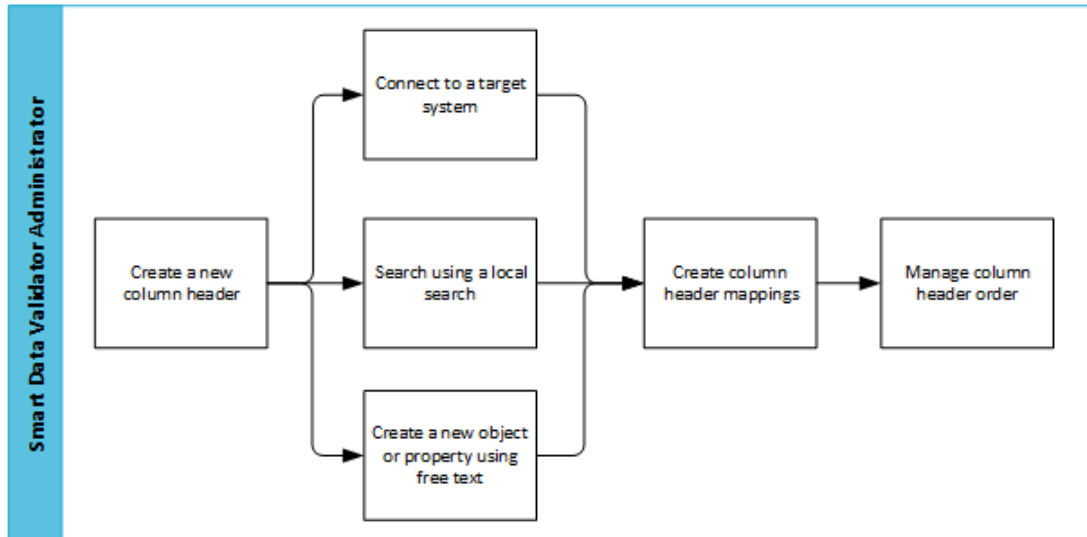 Smart Data Validator Administrator
Create a new
column header
Connect to a target
system
Search using a local
search
Create a new object
or property using
free text
Create column
header mappings
Manage column
header order